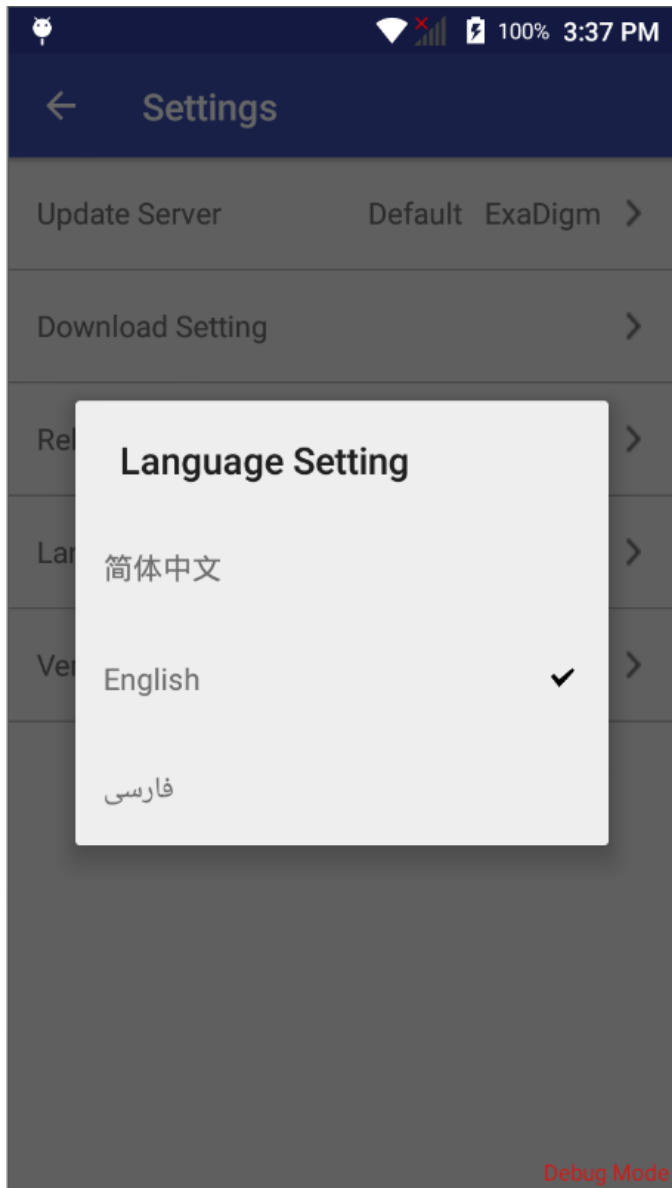 100% 3:37 PM
Settings
Update Server Default ExaDigm
Download Setting
Language Setting
简体中文
English
فارسی
Debug Mode